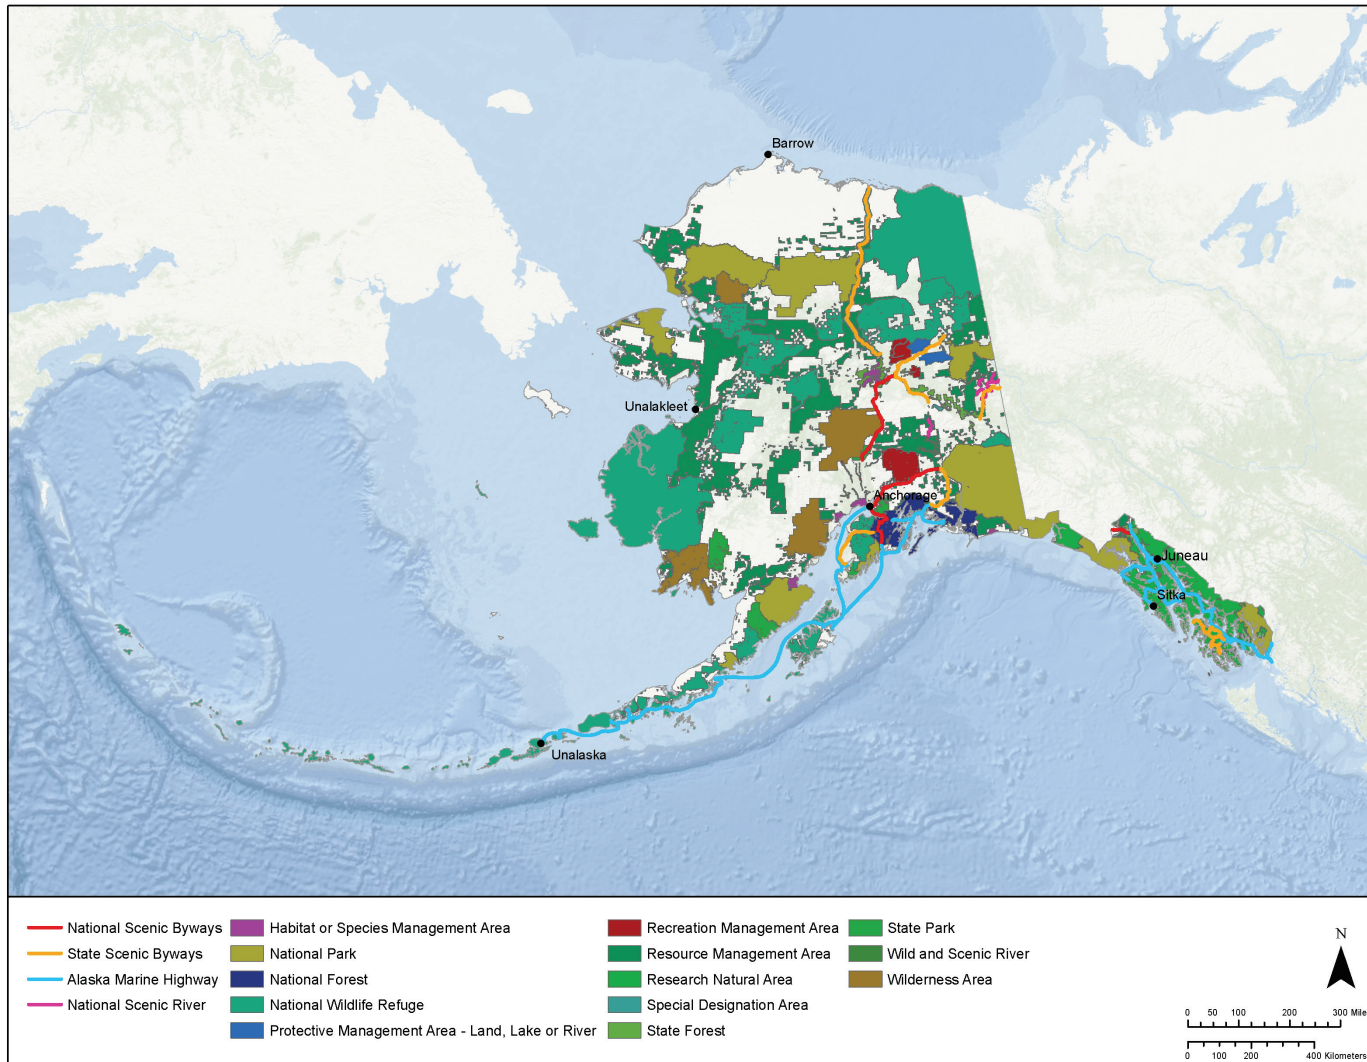 Barrow
Unalakleet
Anchorage
Juneau
Sitka
Unalaska
National Scenic Byways
State Scenic Byways
Alaska Marine Highway
National Scenic River
Habitat or Species Management Area
National Park
National Forest
National Wildlife Refuge
Protective Management Area - Land, Lake or River
Recreation Management Area
Resource Management Area
Research Natural Area
Special Designation Area
State Forest
State Park
Wild and Scenic River
Wilderness Area
N
0 50 100 200 300 Mile
0 100 200 400 Kilometers